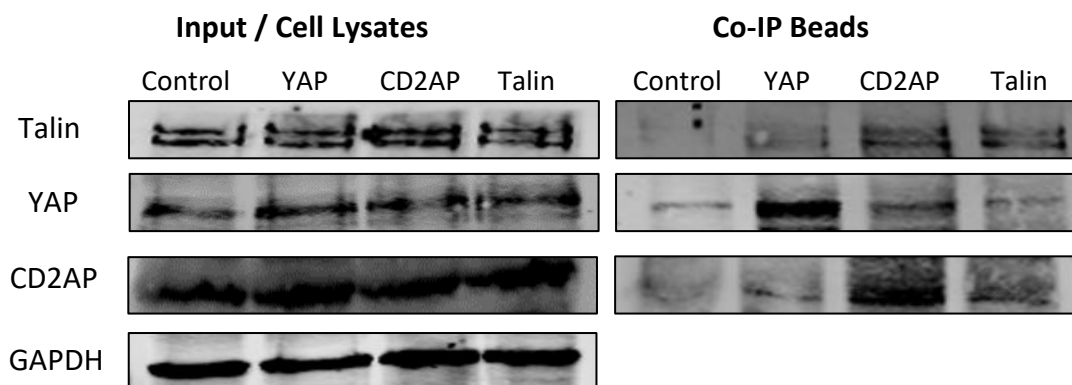 Input / Cell Lysates Co-IP Beads
Control YAP CD2AP Talin Control YAP CD2AP Talin
Talin
YAP
CD2AP
GAPDH